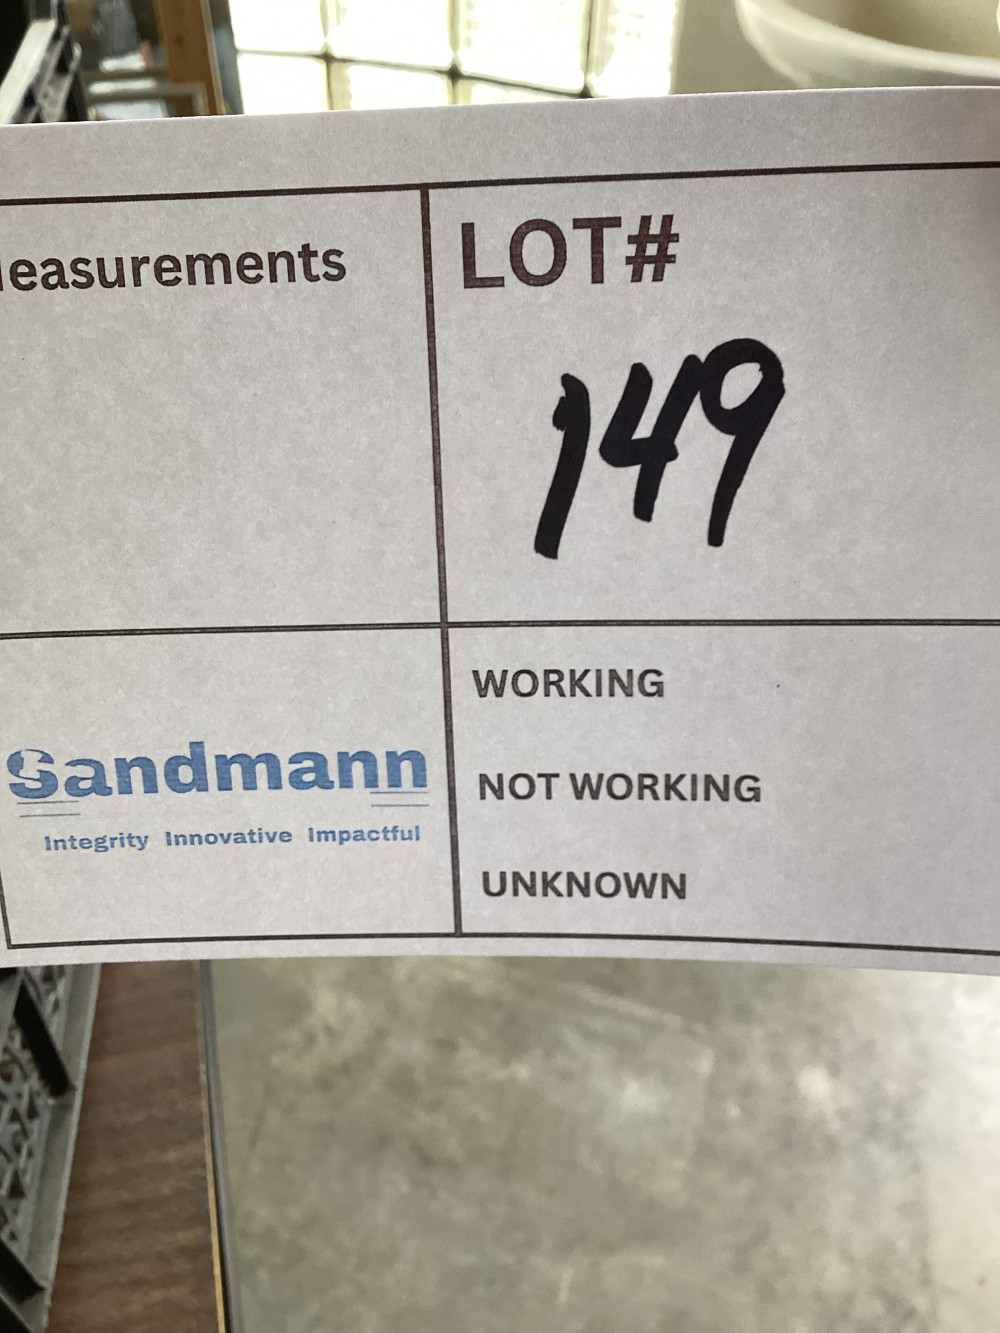 easurements
LOT#
149
Sandmann
Integrity Innovative Impactful
WORKING
NOT WORKING
UNKNOWN